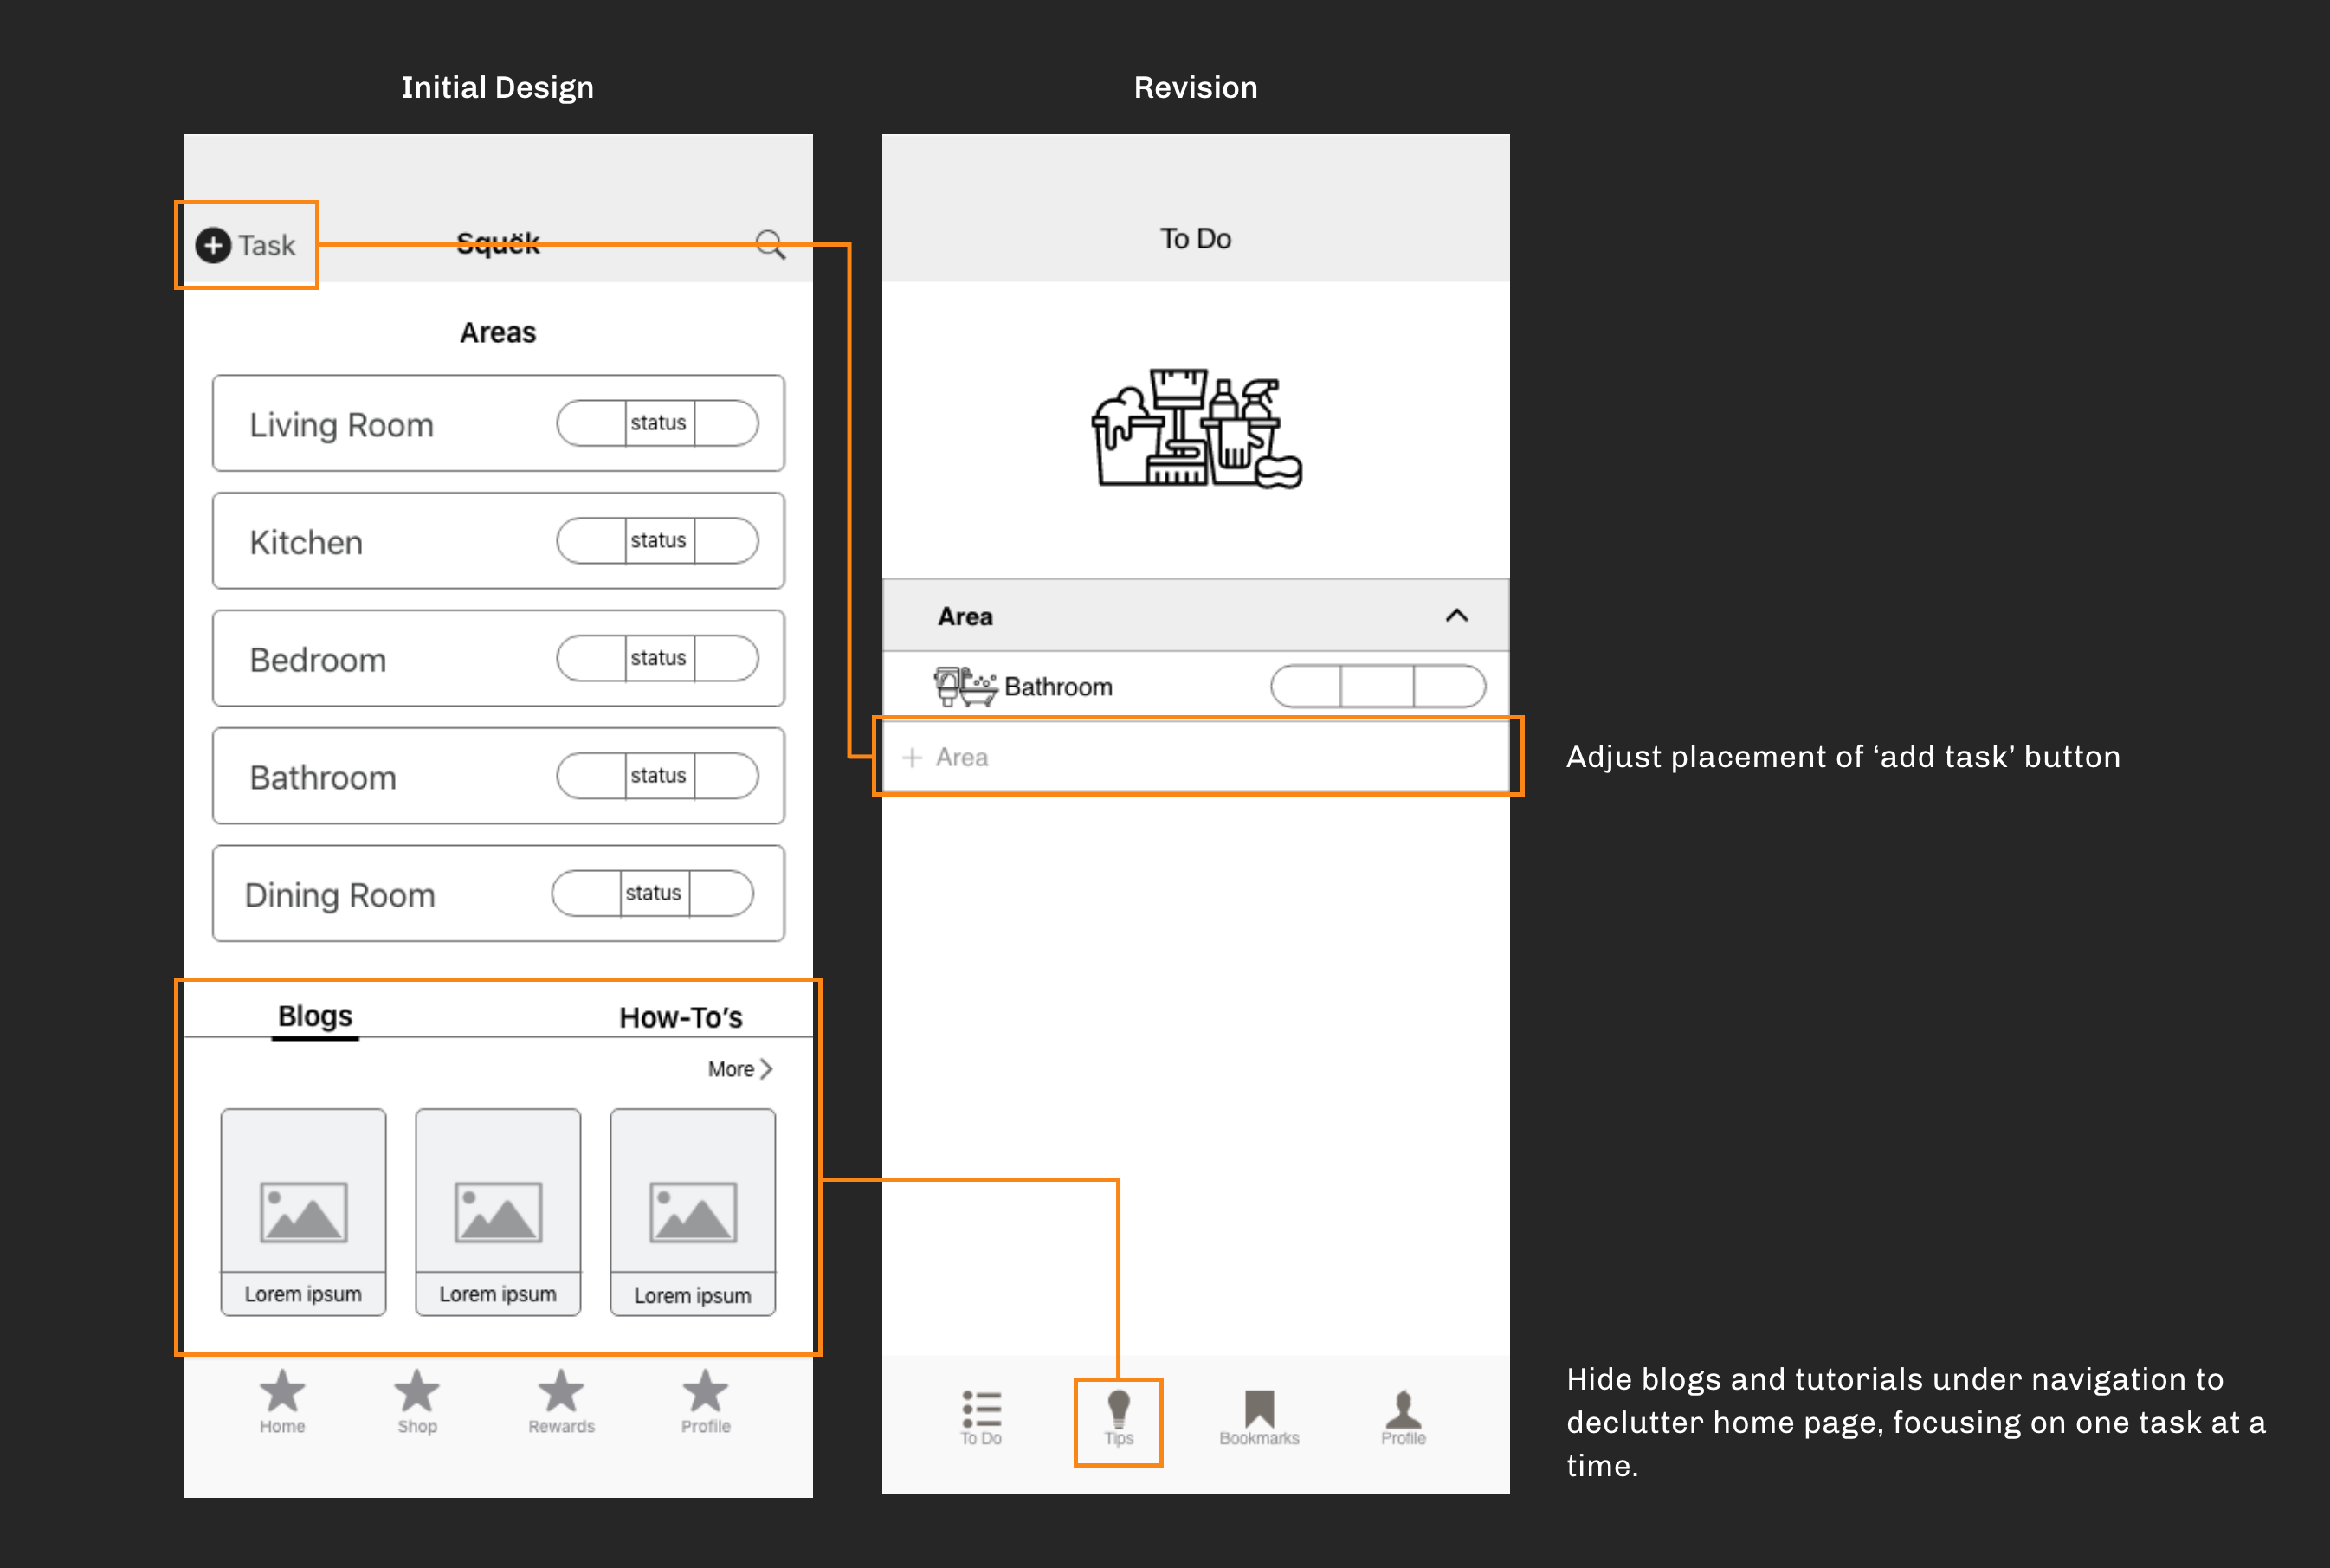 Initial Design
Revision
Task
Squëk
To Do
Areas
Living Room
status
Kitchen
status
Bedroom
status
Bathroom
status
Dining Room
status
Blogs
How-To’s
More
Lorem ipsum
Lorem ipsum
Lorem ipsum
Home
Shop
Rewards
Profile
Area
Bathroom
+ Area
Adjust placement of ‘add task’ button
To Do
Tips
Bookmarks
Profile
Hide blogs and tutorials under navigation to
declutter home page, focusing on one task at a
time.